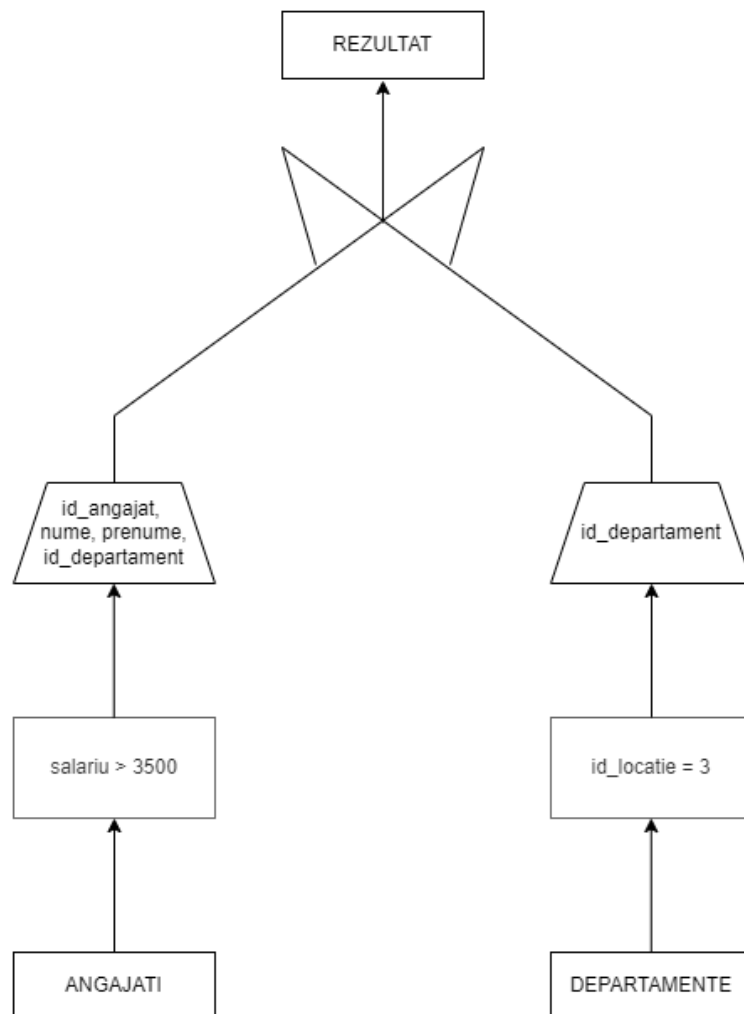 REZULTAT
id_angajat,
nume, prenume,
id_departament
id_departament
salariu > 3500
id_locatie = 3
ANGAJATI
DEPARTAMENTE